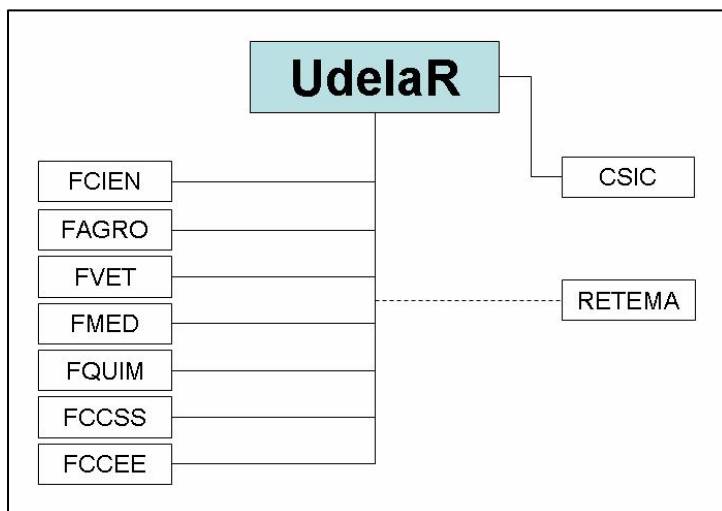 UdelaR
FCIEN
CSIC
FAGRO
FVET
RETEMA
FMED
FQUIM
FCCSS
FCCEE